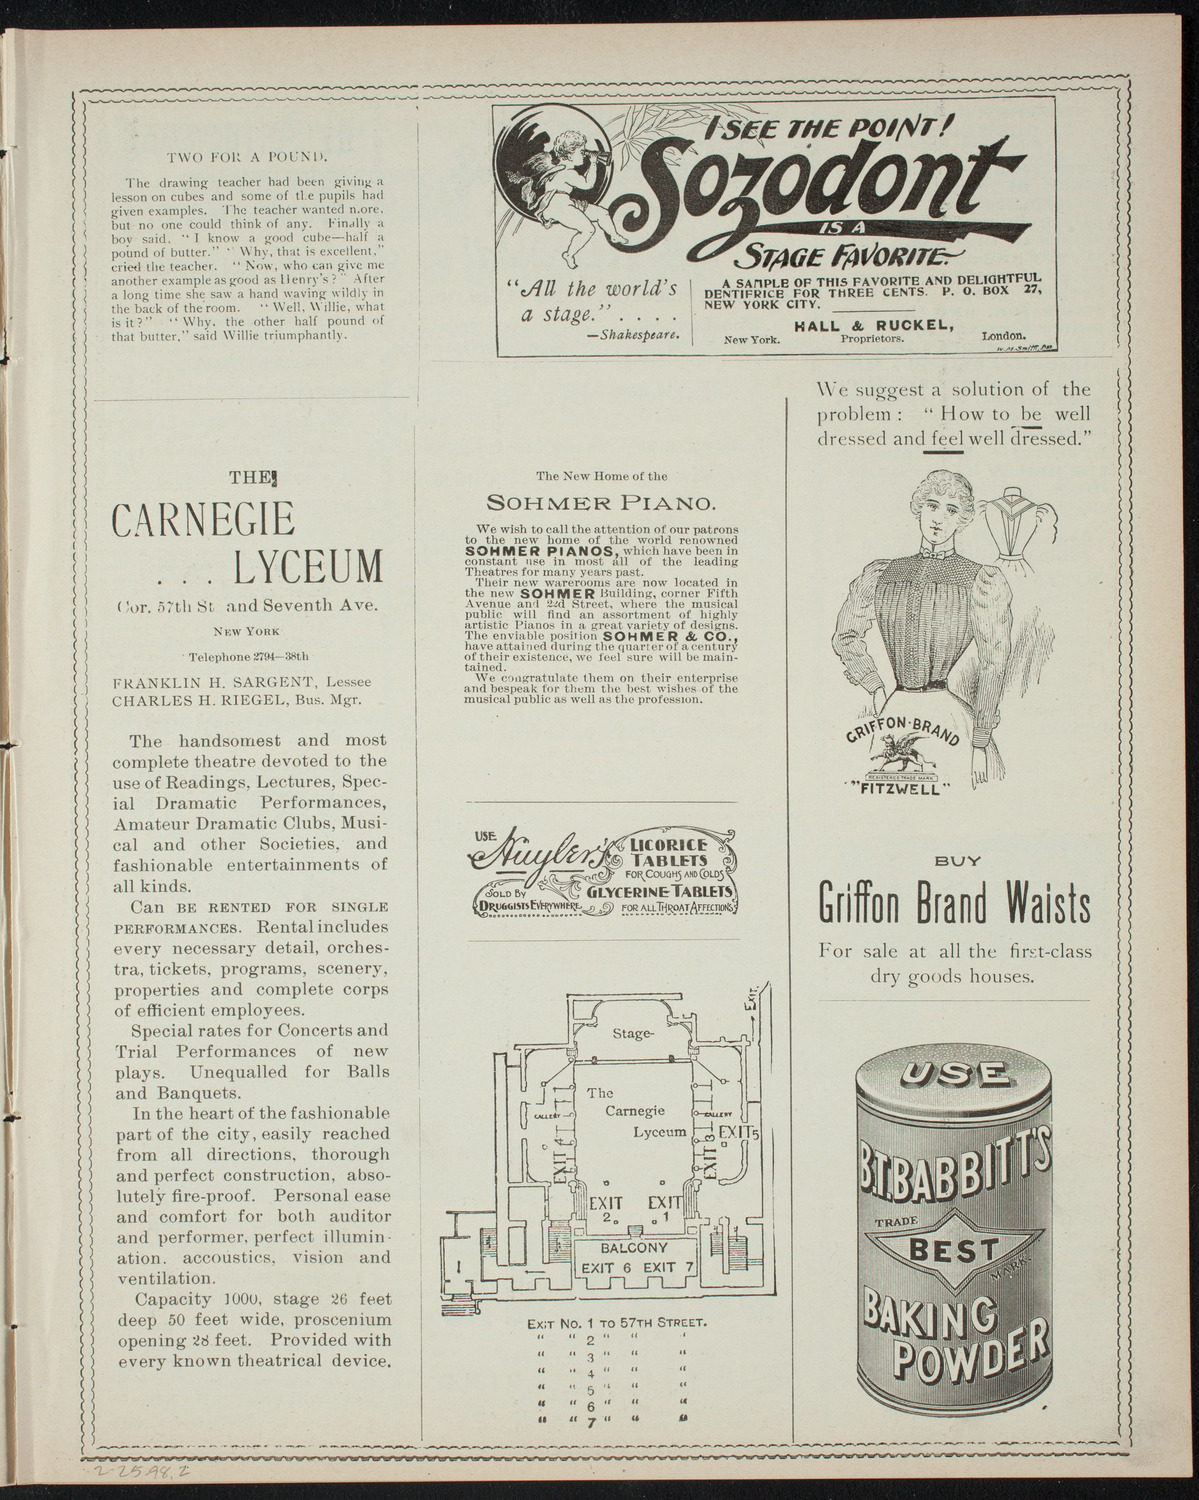 TWO FOR A POUND.
The drawing teacher had been giving a
lesson on cubes and some of the pupils had
given examples. The teacher wanted more,
but no one could think of any. Finally a
boy said, "I know a good cube—half a
pound of butter." "Why, that is excellent,"
cried the teacher. "Now, who can give me
another example as good as Henry's?" After
a long time she saw a hand waving wildly in
the back of the room. "Well, Willie, what
is it?" "Why, the other half pound of
that butter," said Willie triumphantly.
I SEE THE POINT!
Sozodont
IS A
STAGE FAVORITE.
"All the world's
a stage." . . . .
—Shakespeare.
A SAMPLE OF THIS FAVORITE AND DELIGHTFUL
DENTIFRICE FOR THREE CENTS. P. O. BOX 27,
NEW YORK CITY.
HALL & RUCKEL,
New York. Proprietors. London.
THE
CARNEGIE
. . . LYCEUM
Cor. 57th St and Seventh Ave.
NEW YORK
Telephone 2794—38th
FRANKLIN H. SARGENT, Lessee
CHARLES H. RIEGEL, Bus. Mgr.
The handsomest and most
complete theatre devoted to the
use of Readings, Lectures, Spec-
ial Dramatic Performances,
Amateur Dramatic Clubs, Musi-
cal and other Societies, and
fashionable entertainments of
all kinds.
Can BE RENTED FOR SINGLE
PERFORMANCES. Rental includes
every necessary detail, orches-
tra, tickets, programs, scenery,
properties and complete corps
of efficient employees.
Special rates for Concerts and
Trial Performances of new
plays. Unequalled for Balls
and Banquets.
In the heart of the fashionable
part of the city, easily reached
from all directions, thorough
and perfect construction, abso-
lutely fire-proof. Personal ease
and comfort for both auditor
and performer, perfect illumin-
ation, accoustics, vision and
ventilation.
Capacity 1000, stage 26 feet
deep 50 feet wide, proscenium
opening 28 feet. Provided with
every known theatrical device.
The New Home of the
SOHMER PIANO.
We wish to call the attention of our patrons
to the new home of the world renowned
SOHMER PIANOS, which have been in
constant use in most all of the leading
Theatres for many years past.
Their new warerooms are now located in
the new SOHMER Building, corner Fifth
Avenue and 22d Street, where the musical
public will find an assortment of highly
artistic Pianos in a great variety of designs.
The enviable position SOHMER & CO.,
have attained during the quarter of a century
of their existence, we feel sure will be main-
tained.
We congratulate them on their enterprise
and bespeak for them the best wishes of the
musical public as well as the profession.
USE Huyler's LICORICE
TABLETS
FOR COUGHS AND COLDS
SOLD BY GLYCERINE TABLETS
DRUGGISTS EVERYWHERE FOR ALL THROAT AFFECTIONS
EXIT.
Stage
The
Carnegie
Lyceum
GALLERY
GALLERY
EXIT 4
EXIT 3
EXIT 5
EXIT 2
EXIT 1
BALCONY
EXIT 6 EXIT 7
EXIT NO. 1 TO 57TH STREET.
" " 2 " " "
" " 3 " " "
" " 4 " " "
" " 5 " " "
" " 6 " " "
" " 7 " " "
We suggest a solution of the
problem: "How to be well
dressed and feel well dressed."
GRIFFON-BRAND
REGISTERED TRADE MARK
"FITZWELL"
BUY
Griffon Brand Waists
For sale at all the first-class
dry goods houses.
USE
B.T. BABBITT'S
TRADE
BEST
MARK.
BAKING
POWDER
2-25-98,2